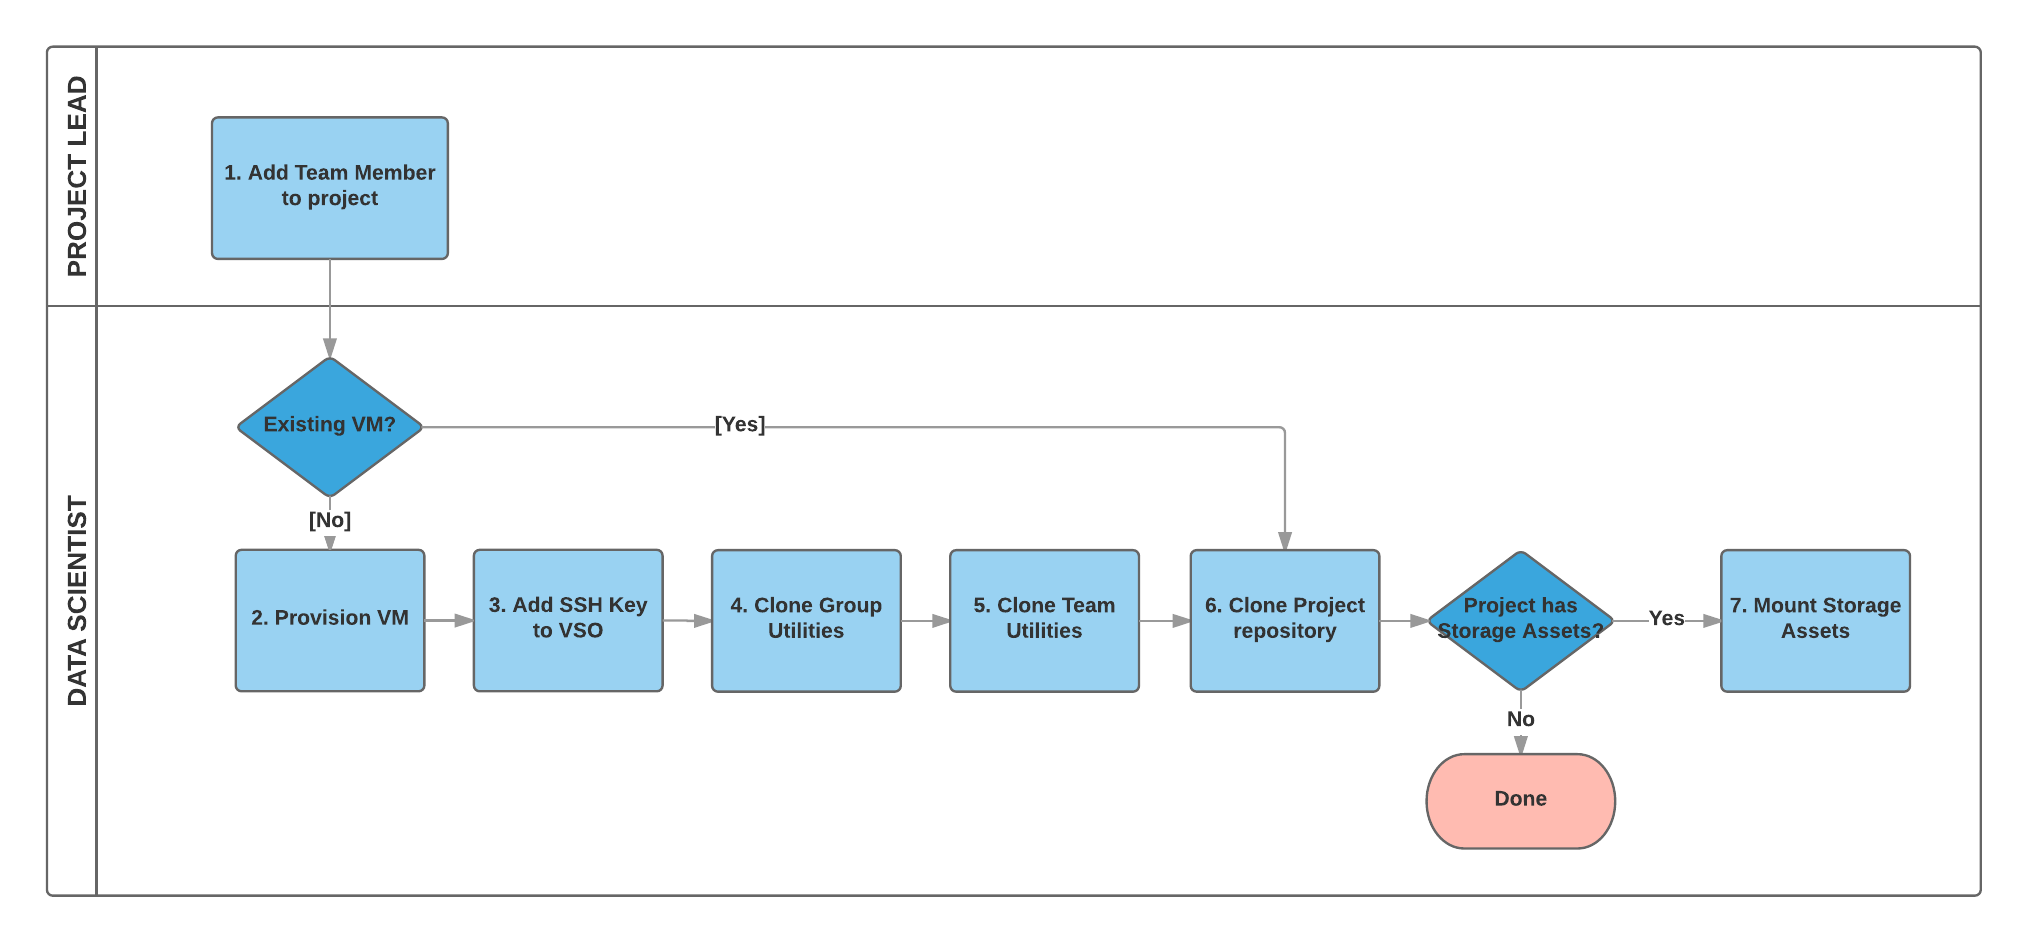 PROJECT LEAD
1. Add Team Member
to project
DATA SCIENTIST
Existing VM?
[Yes]
[No]
2. Provision VM
3. Add SSH Key
to VSO
4. Clone Group
Utilities
5. Clone Team
Utilities
6. Clone Project
repository
Project has
Storage Assets?
Yes
7. Mount Storage
Assets
No
Done